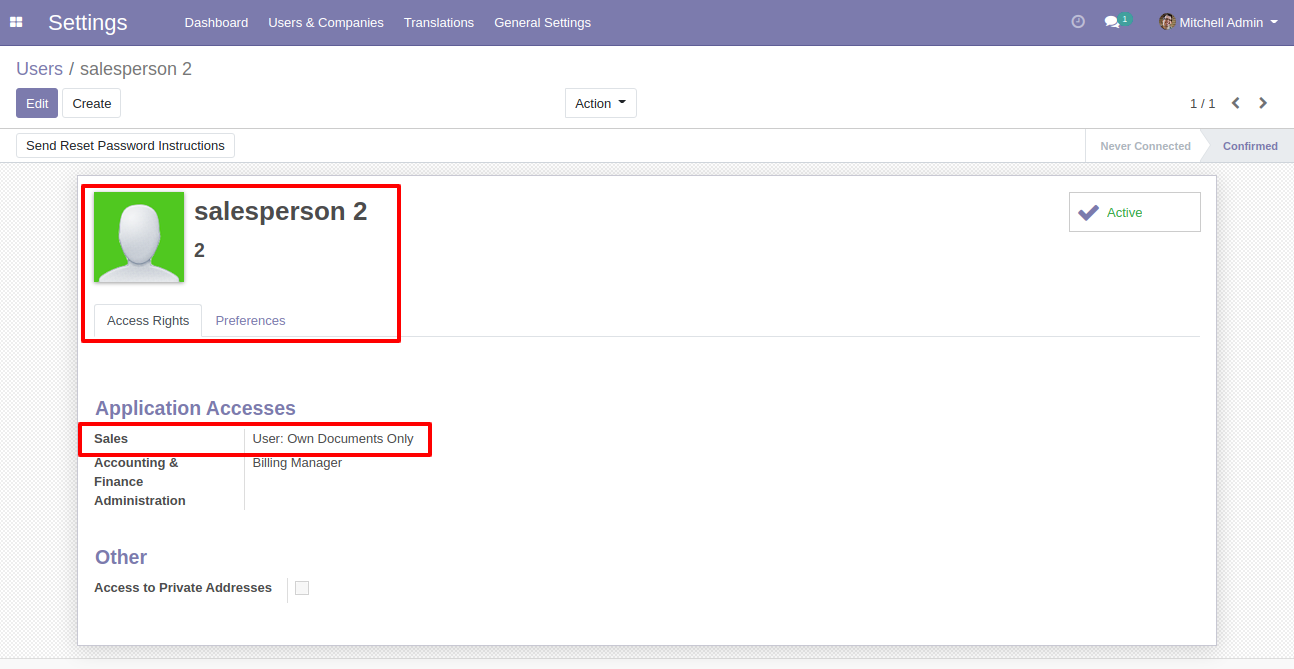 Settings Dashboard Users & Companies Translations General Settings 1 Mitchell Admin
Users / salesperson 2
Edit Create Action 1 / 1
Send Reset Password Instructions Never Connected Confirmed
salesperson 2
2
Active
Access Rights Preferences
Application Accesses
Sales User: Own Documents Only
Accounting & Billing Manager
Finance
Administration
Other
Access to Private Addresses